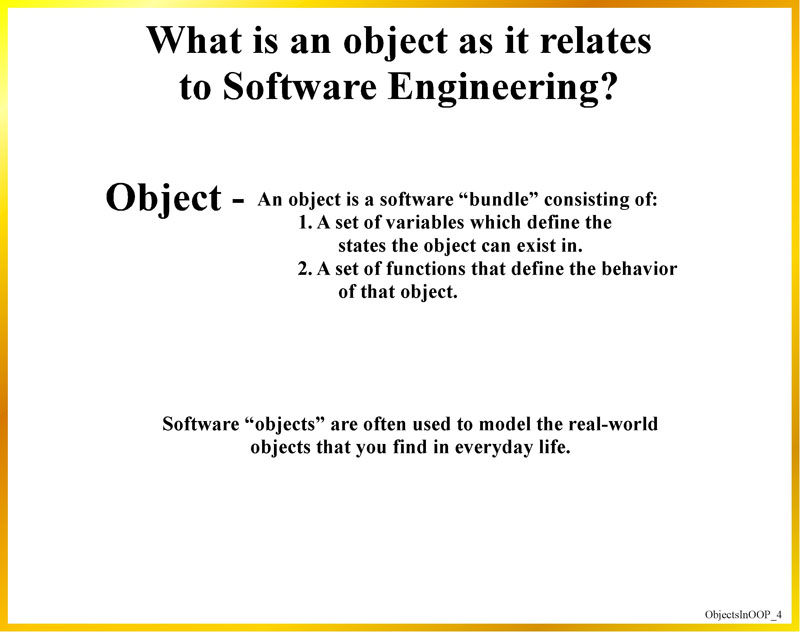 What is an object as it relates
to Software Engineering?
Object - An object is a software “bundle” consisting of:
1. A set of variables which define the
states the object can exist in.
2. A set of functions that define the behavior
of that object.
Software “objects” are often used to model the real-world
objects that you find in everyday life.
ObjectsInOOP_4